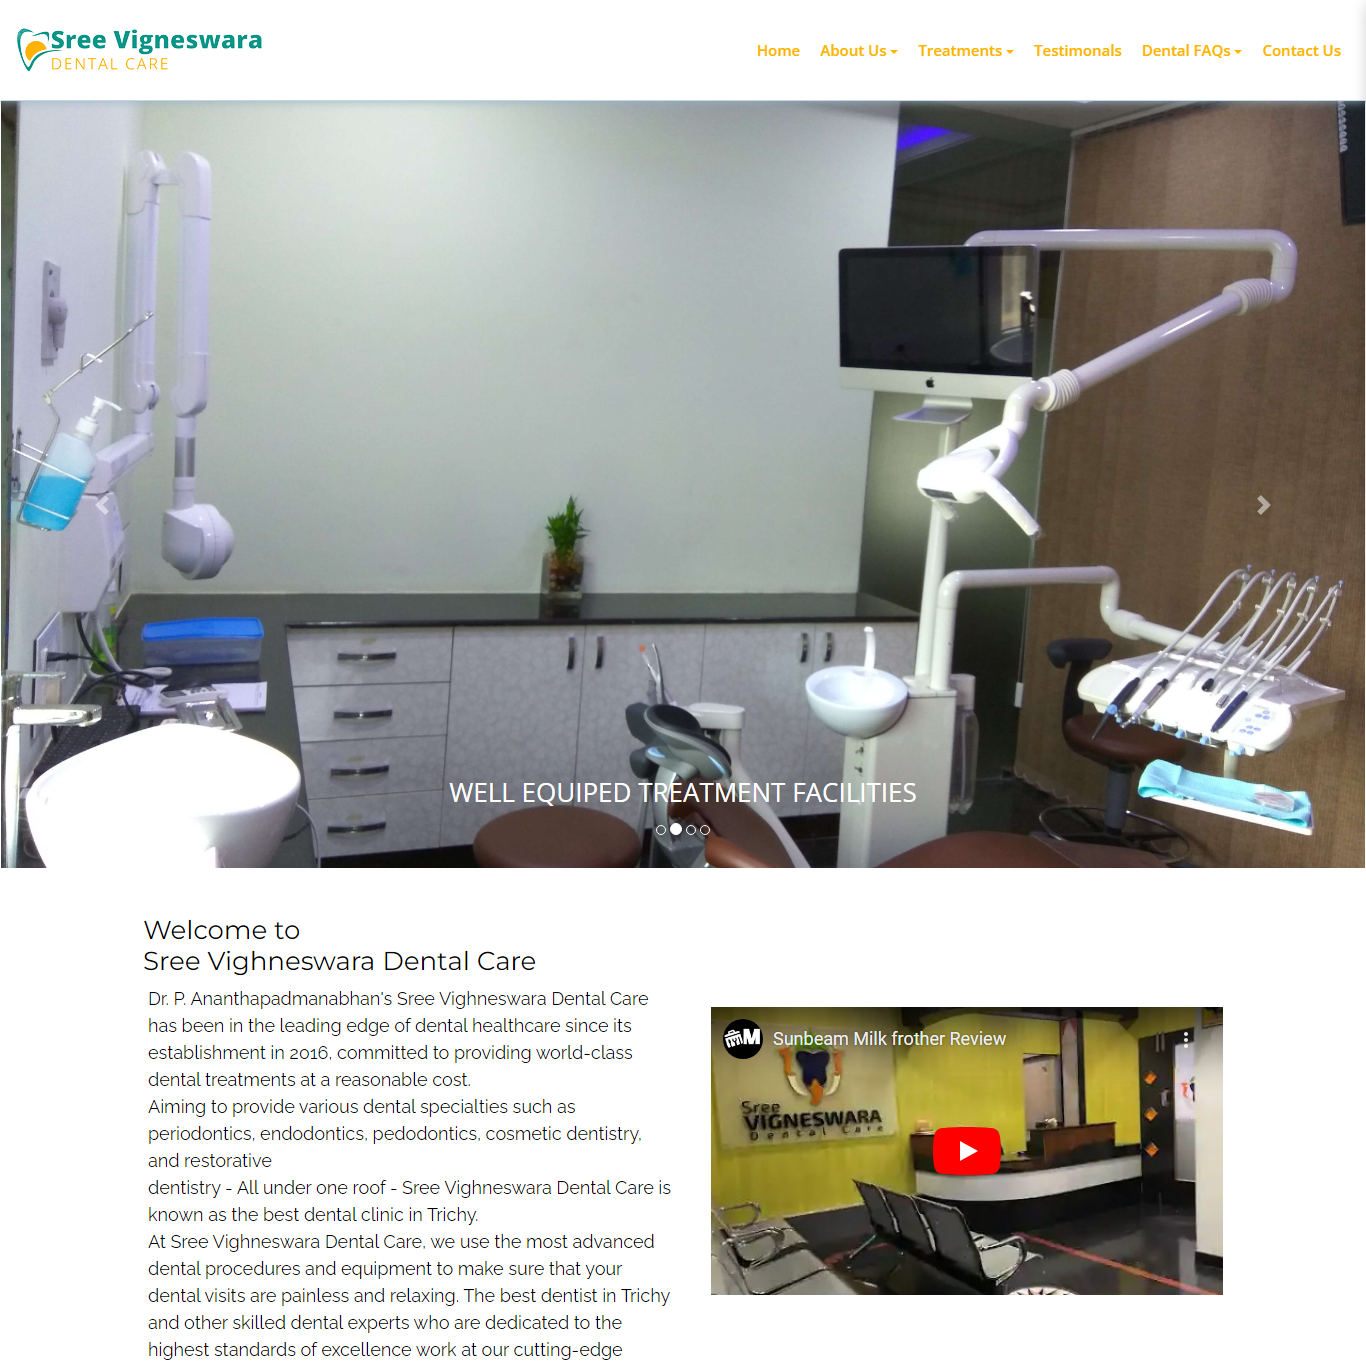 Sree Vigneswara
DENTAL CARE
Home About Us Treatments Testimonals Dental FAQs Contact Us
WELL EQUIPED TREATMENT FACILITIES
Welcome to
Sree Vighneswara Dental Care
Dr. P. Ananthapadmanabhan's Sree Vighneswara Dental Care
has been in the leading edge of dental healthcare since its
establishment in 2016, committed to providing world-class
dental treatments at a reasonable cost.
Aiming to provide various dental specialties such as
periodontics, endodontics, pedodontics, cosmetic dentistry,
and restorative
dentistry - All under one roof - Sree Vighneswara Dental Care is
known as the best dental clinic in Trichy.
At Sree Vighneswara Dental Care, we use the most advanced
dental procedures and equipment to make sure that your
dental visits are painless and relaxing. The best dentist in Trichy
and other skilled dental experts who are dedicated to the
highest standards of excellence work at our cutting-edge
M
Sunbeam Milk frother Review
Sree
VIGNESWARA
Dental Care